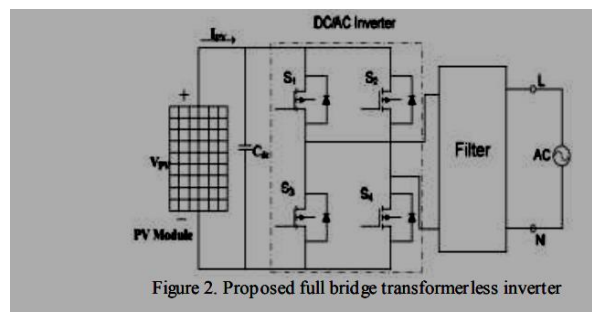 DC/AC Inverter
I_PV
S1
S2
+
V_PV
C_dc
Filter
L
AC
S3
S4
−
PV Module
N
Figure 2. Proposed full bridge transformerless inverter